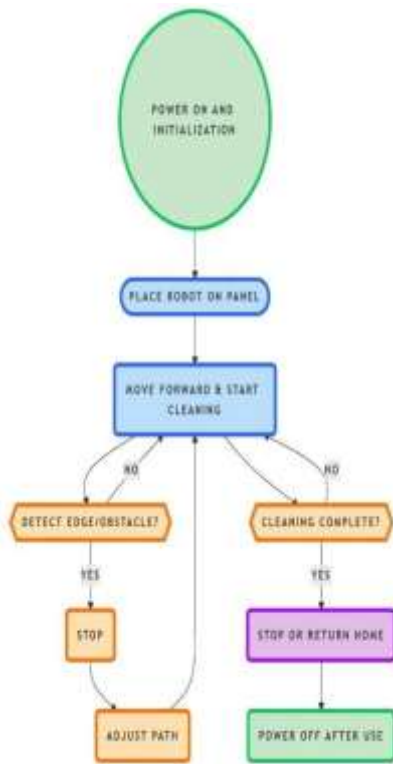 POWER ON AND
INITIALIZATION
PLACE ROBOT ON PANEL
MOVE FORWARD & START
CLEANING
NO
NO
DETECT EDGE/OBSTACLE?
CLEANING COMPLETE?
YES
YES
STOP
STOP OR RETURN HOME
ADJUST PATH
POWER OFF AFTER USE